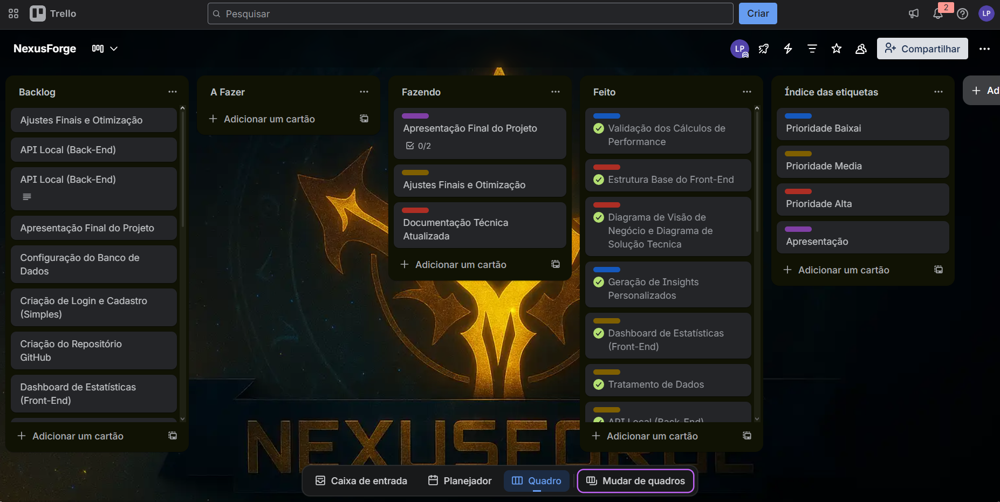 Trello
Pesquisar
Criar
2
LP
NexusForge
LP
Compartilhar
Backlog
Ajustes Finais e Otimização
API Local (Back-End)
API Local (Back-End)
Apresentação Final do Projeto
Configuração do Banco de
Dados
Criação de Login e Cadastro
(Simples)
Criação do Repositório
GitHub
Dashboard de Estatísticas
(Front-End)
Adicionar um cartão
A Fazer
Adicionar um cartão
Fazendo
Apresentação Final do Projeto
0/2
Ajustes Finais e Otimização
Documentação Técnica
Atualizada
Adicionar um cartão
Feito
Validação dos Cálculos de
Performance
Estrutura Base do Front-End
Diagrama de Visão de
Negócio e Diagrama de
Solução Tecnica
Geração de Insights
Personalizados
Dashboard de Estatísticas
(Front-End)
Tratamento de Dados
API Local (Back-End)
Adicionar um cartão
Índice das etiquetas
Prioridade Baixai
Prioridade Media
Prioridade Alta
Apresentação
Adicionar um cartão
Ad
NEXUSFORGE
Caixa de entrada
Planejador
Quadro
Mudar de quadros